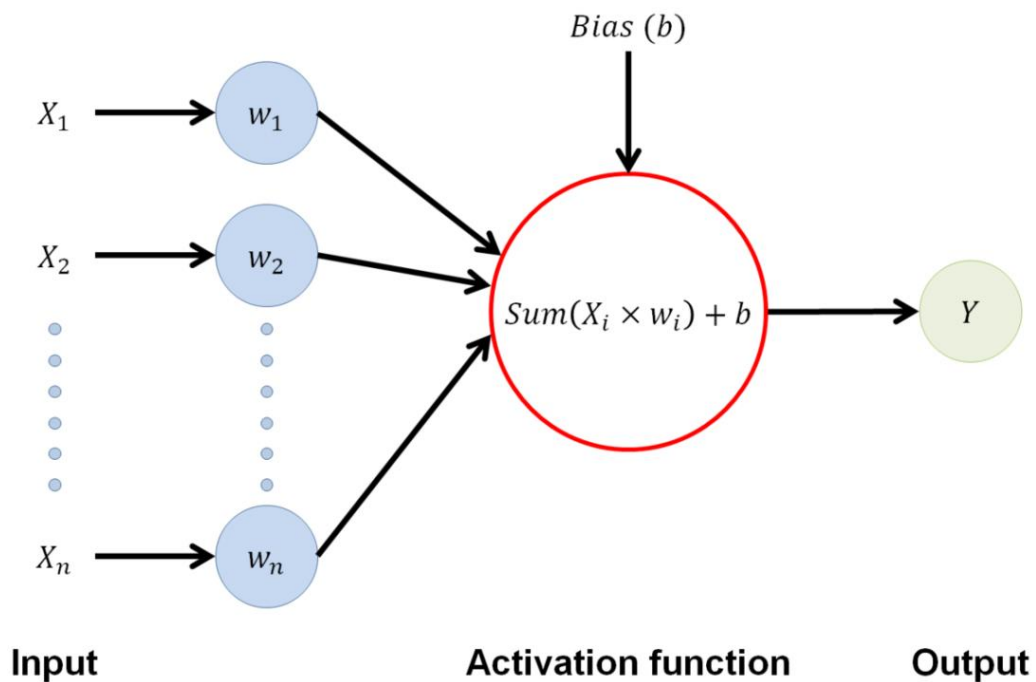 Bias (b)
X₁ w₁
X₂ w₂
Sum(Xᵢ × wᵢ) + b Y
Xₙ wₙ
Input Activation function Output